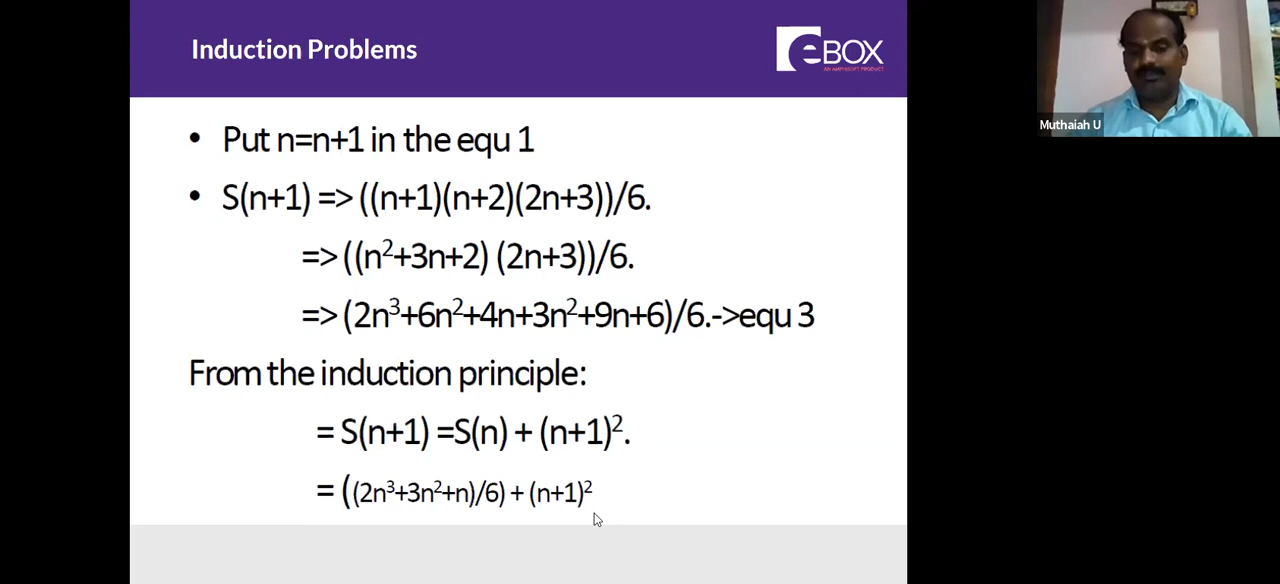 Induction Problems
eBOX
AN AMPHISOFT PRODUCT
Muthaiah U
• Put n=n+1 in the equ 1
• S(n+1) => ((n+1)(n+2)(2n+3))/6.
=> ((n²+3n+2) (2n+3))/6.
=> (2n³+6n²+4n+3n²+9n+6)/6.->equ 3
From the induction principle:
= S(n+1) =S(n) + (n+1)².
= ((2n³+3n²+n)/6) + (n+1)²